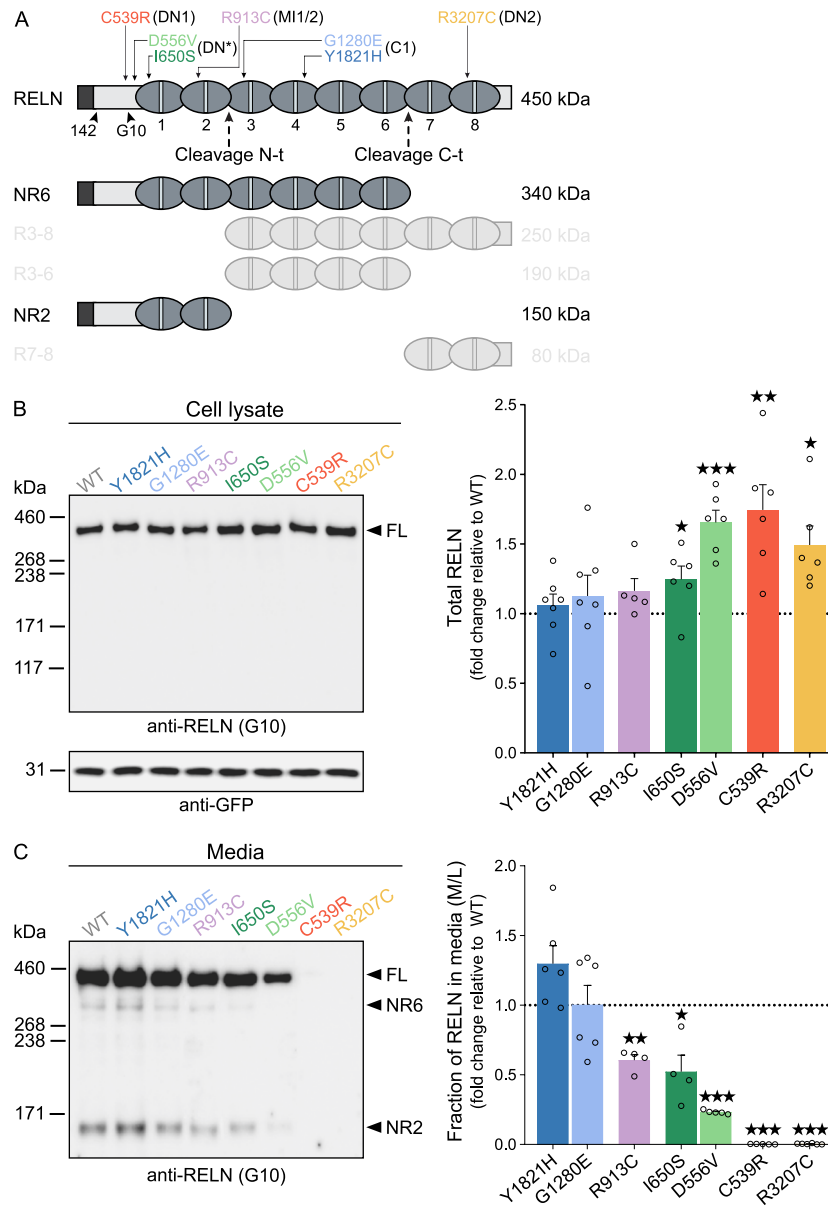 A
C539R (DN1) R913C (MI1/2) G1280E R3207C (DN2)
D556V (DN*) Y1821H (C1)
I650S
RELN 450 kDa
142 G10 1 2 3 4 5 6 7 8
Cleavage N-t Cleavage C-t
NR6 340 kDa
R3-8 250 kDa
R3-6 190 kDa
NR2 150 kDa
R7-8 80 kDa
B
Cell lysate
kDa
WT Y1821H G1280E R913C I650S D556V C539R R3207C
460 FL
268
238
171
117
anti-RELN (G10)
31
anti-GFP
Total RELN
(fold change relative to WT)
2.5
2.0
1.5
1.0
0.5
0.0
★ ★★★ ★★ ★
Y1821H G1280E R913C I650S D556V C539R R3207C
C
Media
kDa
WT Y1821H G1280E R913C I650S D556V C539R R3207C
460 FL
NR6
268
238
171
NR2
anti-RELN (G10)
Fraction of RELN in media (M/L)
(fold change relative to WT)
2.0
1.5
1.0
0.5
0.0
★★ ★ ★★★ ★★★ ★★★
Y1821H G1280E R913C I650S D556V C539R R3207C